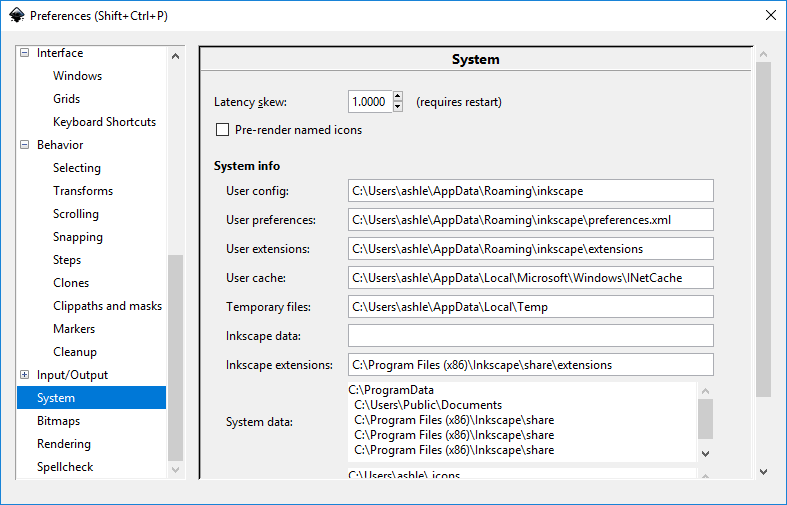 Preferences (Shift+Ctrl+P)
Interface
Windows
Grids
Keyboard Shortcuts
Behavior
Selecting
Transforms
Scrolling
Snapping
Steps
Clones
Clippaths and masks
Markers
Cleanup
Input/Output
System
Bitmaps
Rendering
Spellcheck
System
Latency skew: 1.0000 (requires restart)
Pre-render named icons
System info
User config: C:\Users\ashle\AppData\Roaming\inkscape
User preferences: C:\Users\ashle\AppData\Roaming\inkscape\preferences.xml
User extensions: C:\Users\ashle\AppData\Roaming\inkscape\extensions
User cache: C:\Users\ashle\AppData\Local\Microsoft\Windows\INetCache
Temporary files: C:\Users\ashle\AppData\Local\Temp
Inkscape data:
Inkscape extensions: C:\Program Files (x86)\Inkscape\share\extensions
System data: C:\ProgramData
C:\Users\Public\Documents
C:\Program Files (x86)\Inkscape\share
C:\Program Files (x86)\Inkscape\share
C:\Program Files (x86)\Inkscape\share
C:\Users\ashle\.icons